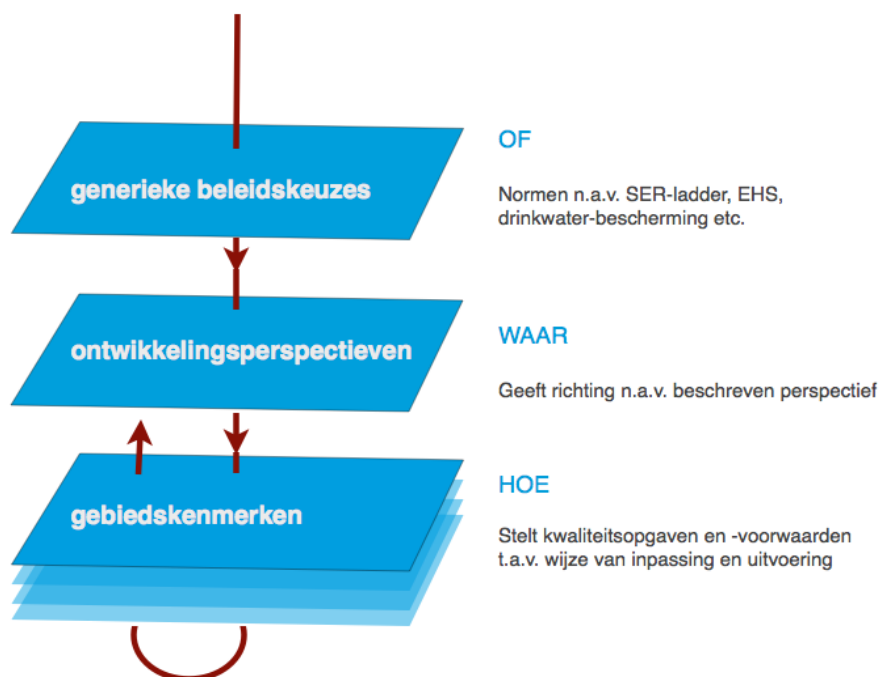 generieke beleidskeuzes
OF
Normen n.a.v. SER-ladder, EHS,
drinkwater-bescherming etc.
ontwikkelingsperspectieven
WAAR
Geeft richting n.a.v. beschreven perspectief
gebiedskenmerken
HOE
Stelt kwaliteitsopgaven en -voorwaarden
t.a.v. wijze van inpassing en uitvoering